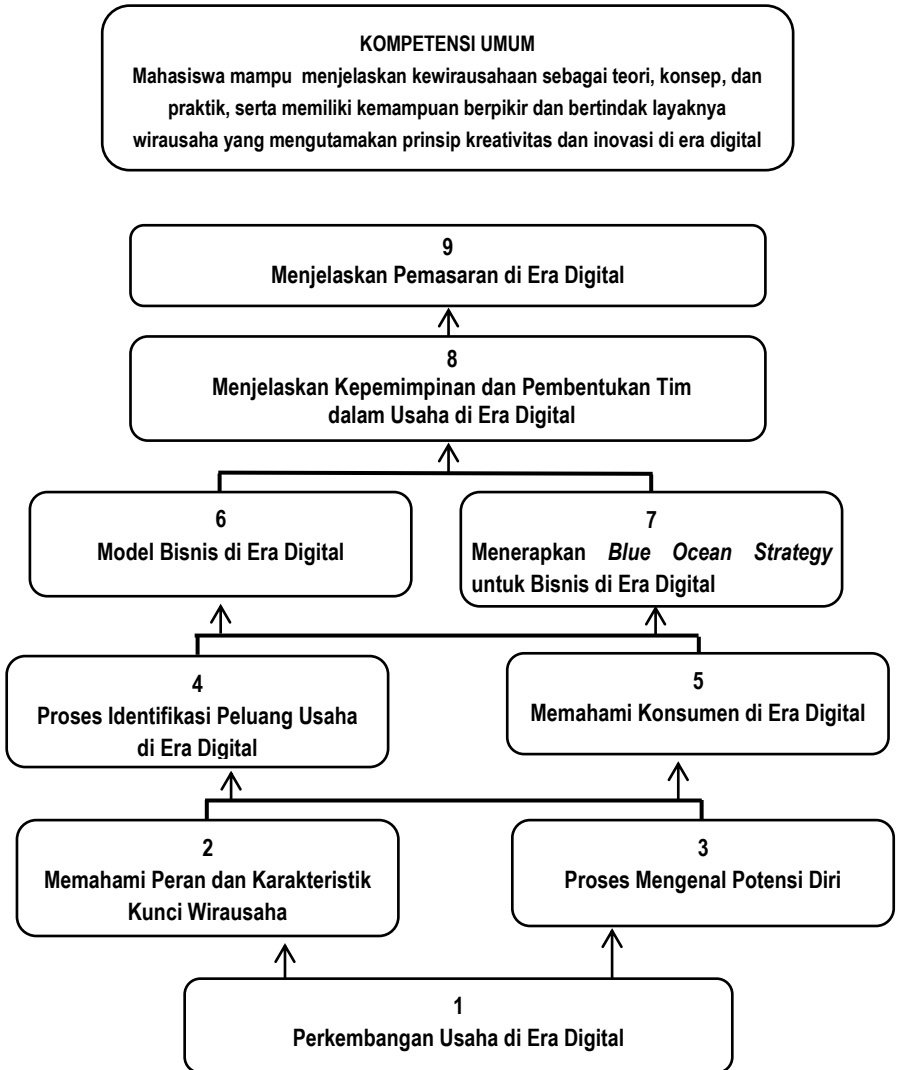 KOMPETENSI UMUM
Mahasiswa mampu menjelaskan kewirausahaan sebagai teori, konsep, dan
praktik, serta memiliki kemampuan berpikir dan bertindak layaknya
wirausaha yang mengutamakan prinsip kreativitas dan inovasi di era digital
9
Menjelaskan Pemasaran di Era Digital
8
Menjelaskan Kepemimpinan dan Pembentukan Tim
dalam Usaha di Era Digital
6
Model Bisnis di Era Digital
7
Menerapkan Blue Ocean Strategy
untuk Bisnis di Era Digital
4
Proses Identifikasi Peluang Usaha
di Era Digital
5
Memahami Konsumen di Era Digital
2
Memahami Peran dan Karakteristik
Kunci Wirausaha
3
Proses Mengenal Potensi Diri
1
Perkembangan Usaha di Era Digital